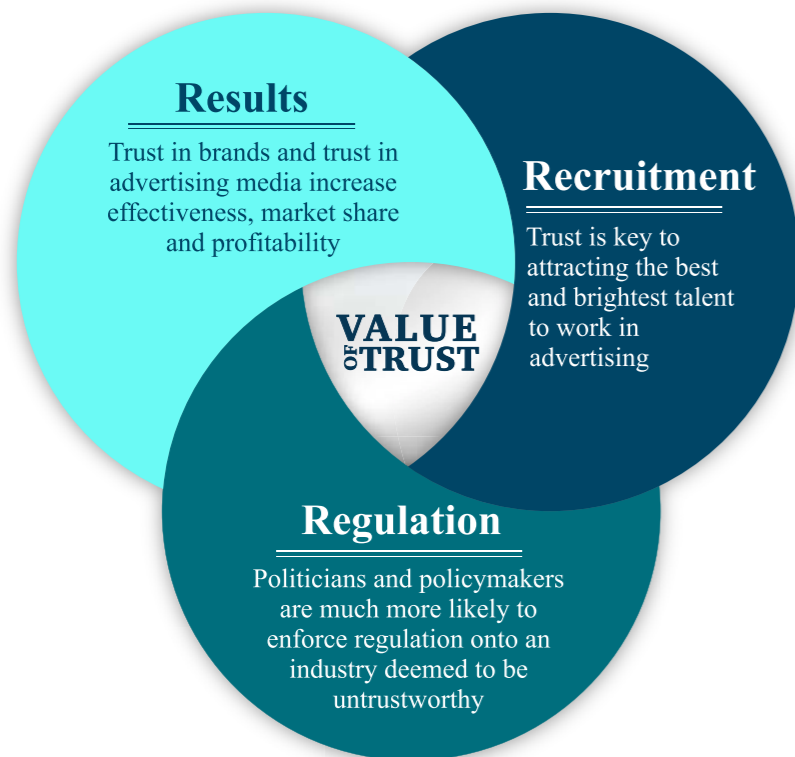 Results
Trust in brands and trust in
advertising media increase
effectiveness, market share
and profitability
Recruitment
Trust is key to
attracting the best
and brightest talent
to work in
advertising
VALUE
OF TRUST
Regulation
Politicians and policymakers
are much more likely to
enforce regulation onto an
industry deemed to be
untrustworthy